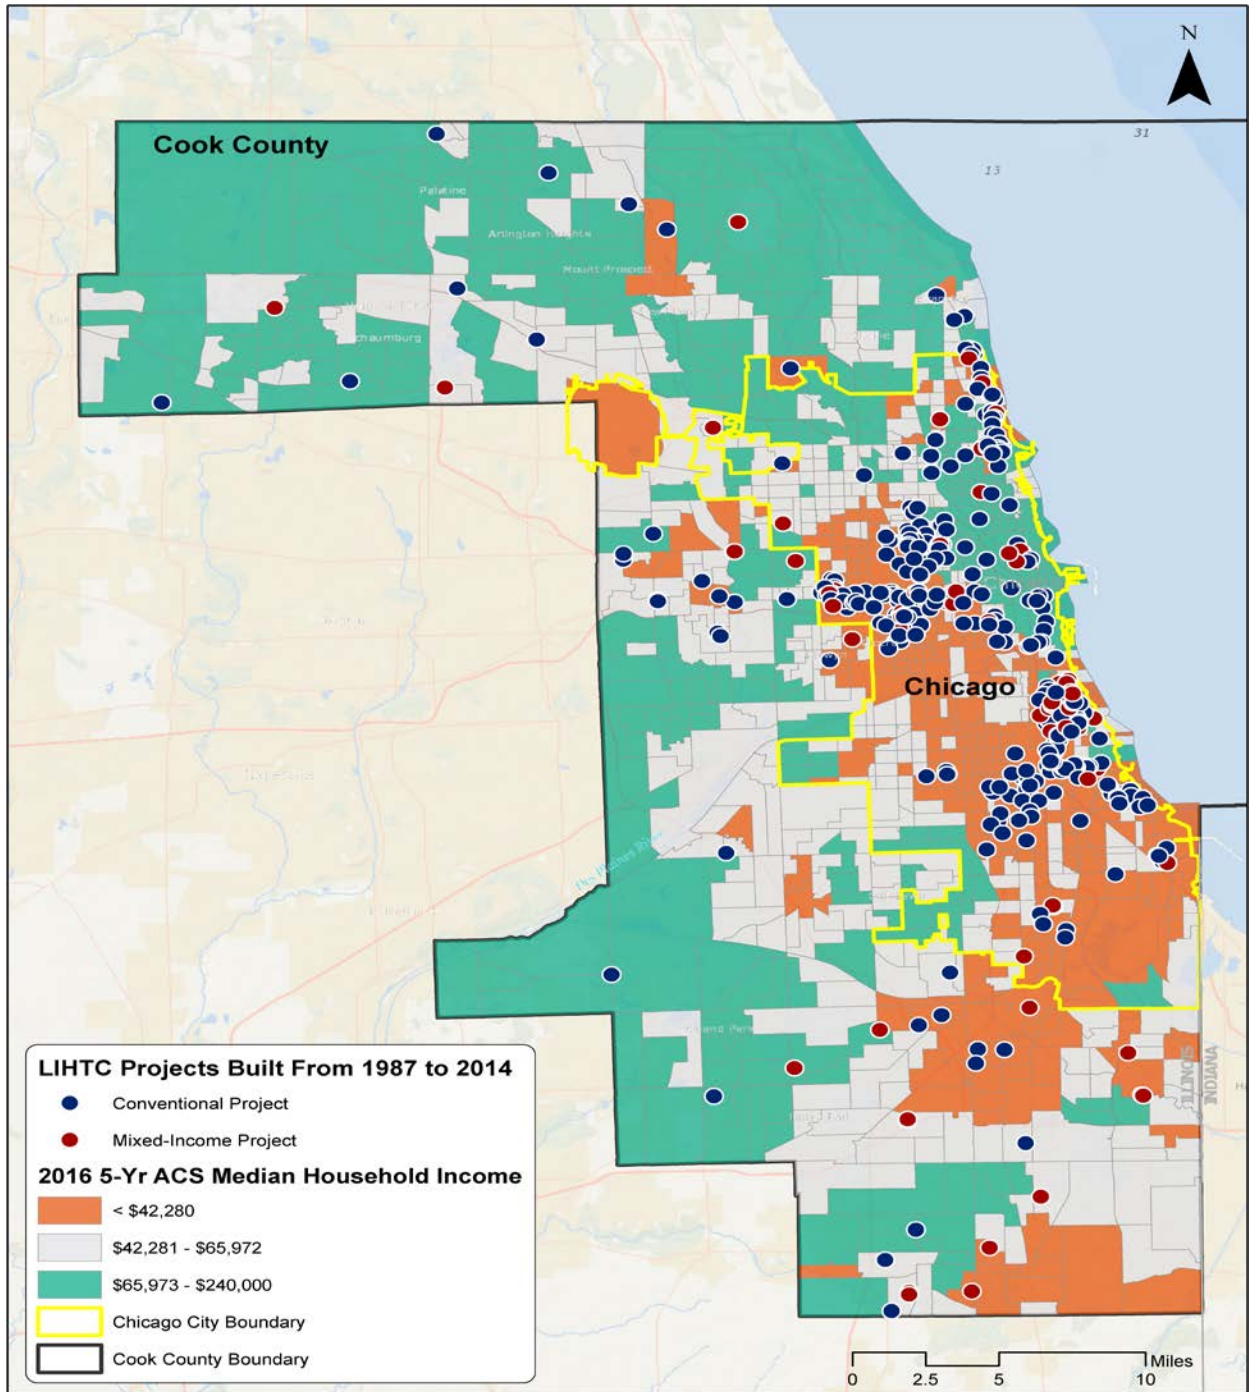 N
31
Cook County
13
Palatine
Arlington Heights
Mount Prospect
chaumburg
Chicago
Des Plaines River
LIHTC Projects Built From 1987 to 2014
Conventional Project
Mixed-Income Project
2016 5-Yr ACS Median Household Income
< $42,280
$42,281 - $65,972
$65,973 - $240,000
Chicago City Boundary
Cook County Boundary
ILLINOIS
INDIANA
Miles
0 2.5 5 10